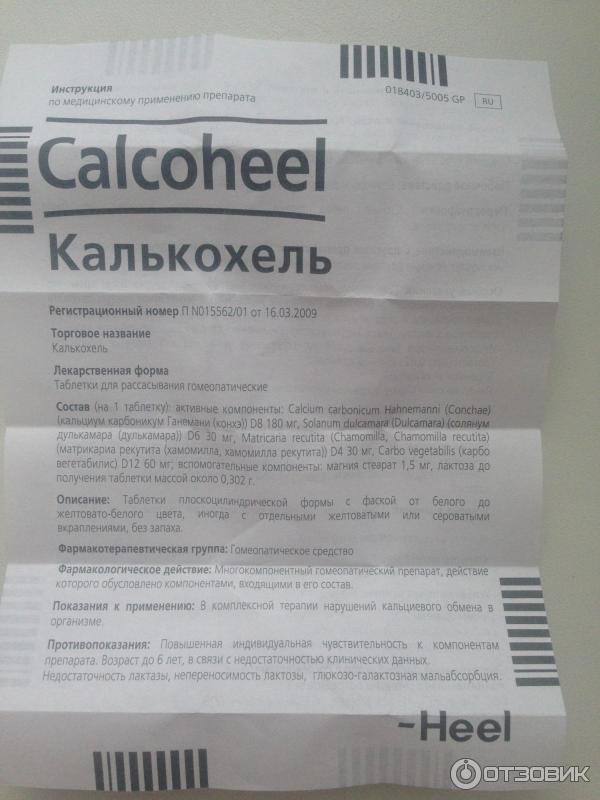 Инструкция
по медицинскому применению препарата
018403/5005 GP RU
Calcoheel
Калькохель
Регистрационный номер П N015562/01 от 16.03.2009
Торговое название
Калькохель
Лекарственная форма
Таблетки для рассасывания гомеопатические
Состав (на 1 таблетку): активные компоненты: Calcium carbonicum Hahnemanni (Conchae)
(кальциум карбоникум Ганемани (конхэ)) D8 180 мг, Solanum dulcamara (Dulcamara) (солянум
дулькамара (дулькамара)) D6 30 мг, Matricaria recutita (Chamomilla, Chamomilla recutita)
(матрикариа рекутита (хамомилла, хамомилла рекутита)) D4 30 мг, Carbo vegetabilis (карбо
вегетабилис) D12 60 мг; вспомогательные компоненты: магния стеарат 1,5 мг, лактоза до
получения таблетки массой около 0,302 г.
Описание: Таблетки плоскоцилиндрической формы с фаской от белого до
желтовато-белого цвета, иногда с отдельными желтоватыми или сероватыми
вкраплениями, без запаха.
Фармакотерапевтическая группа: Гомеопатическое средство
Фармакологическое действие: Многокомпонентный гомеопатический препарат, действие
которого обусловлено компонентами, входящими в его состав.
Показания к применению: В комплексной терапии нарушений кальциевого обмена в
организме.
Противопоказания: Повышенная индивидуальная чувствительность к компонентам
препарата. Возраст до 6 лет, в связи с недостаточностью клинических данных.
Недостаточность лактазы, непереносимость лактозы, глюкозо-галактозная мальабсорбция.
-Heel
ОТЗОВИК